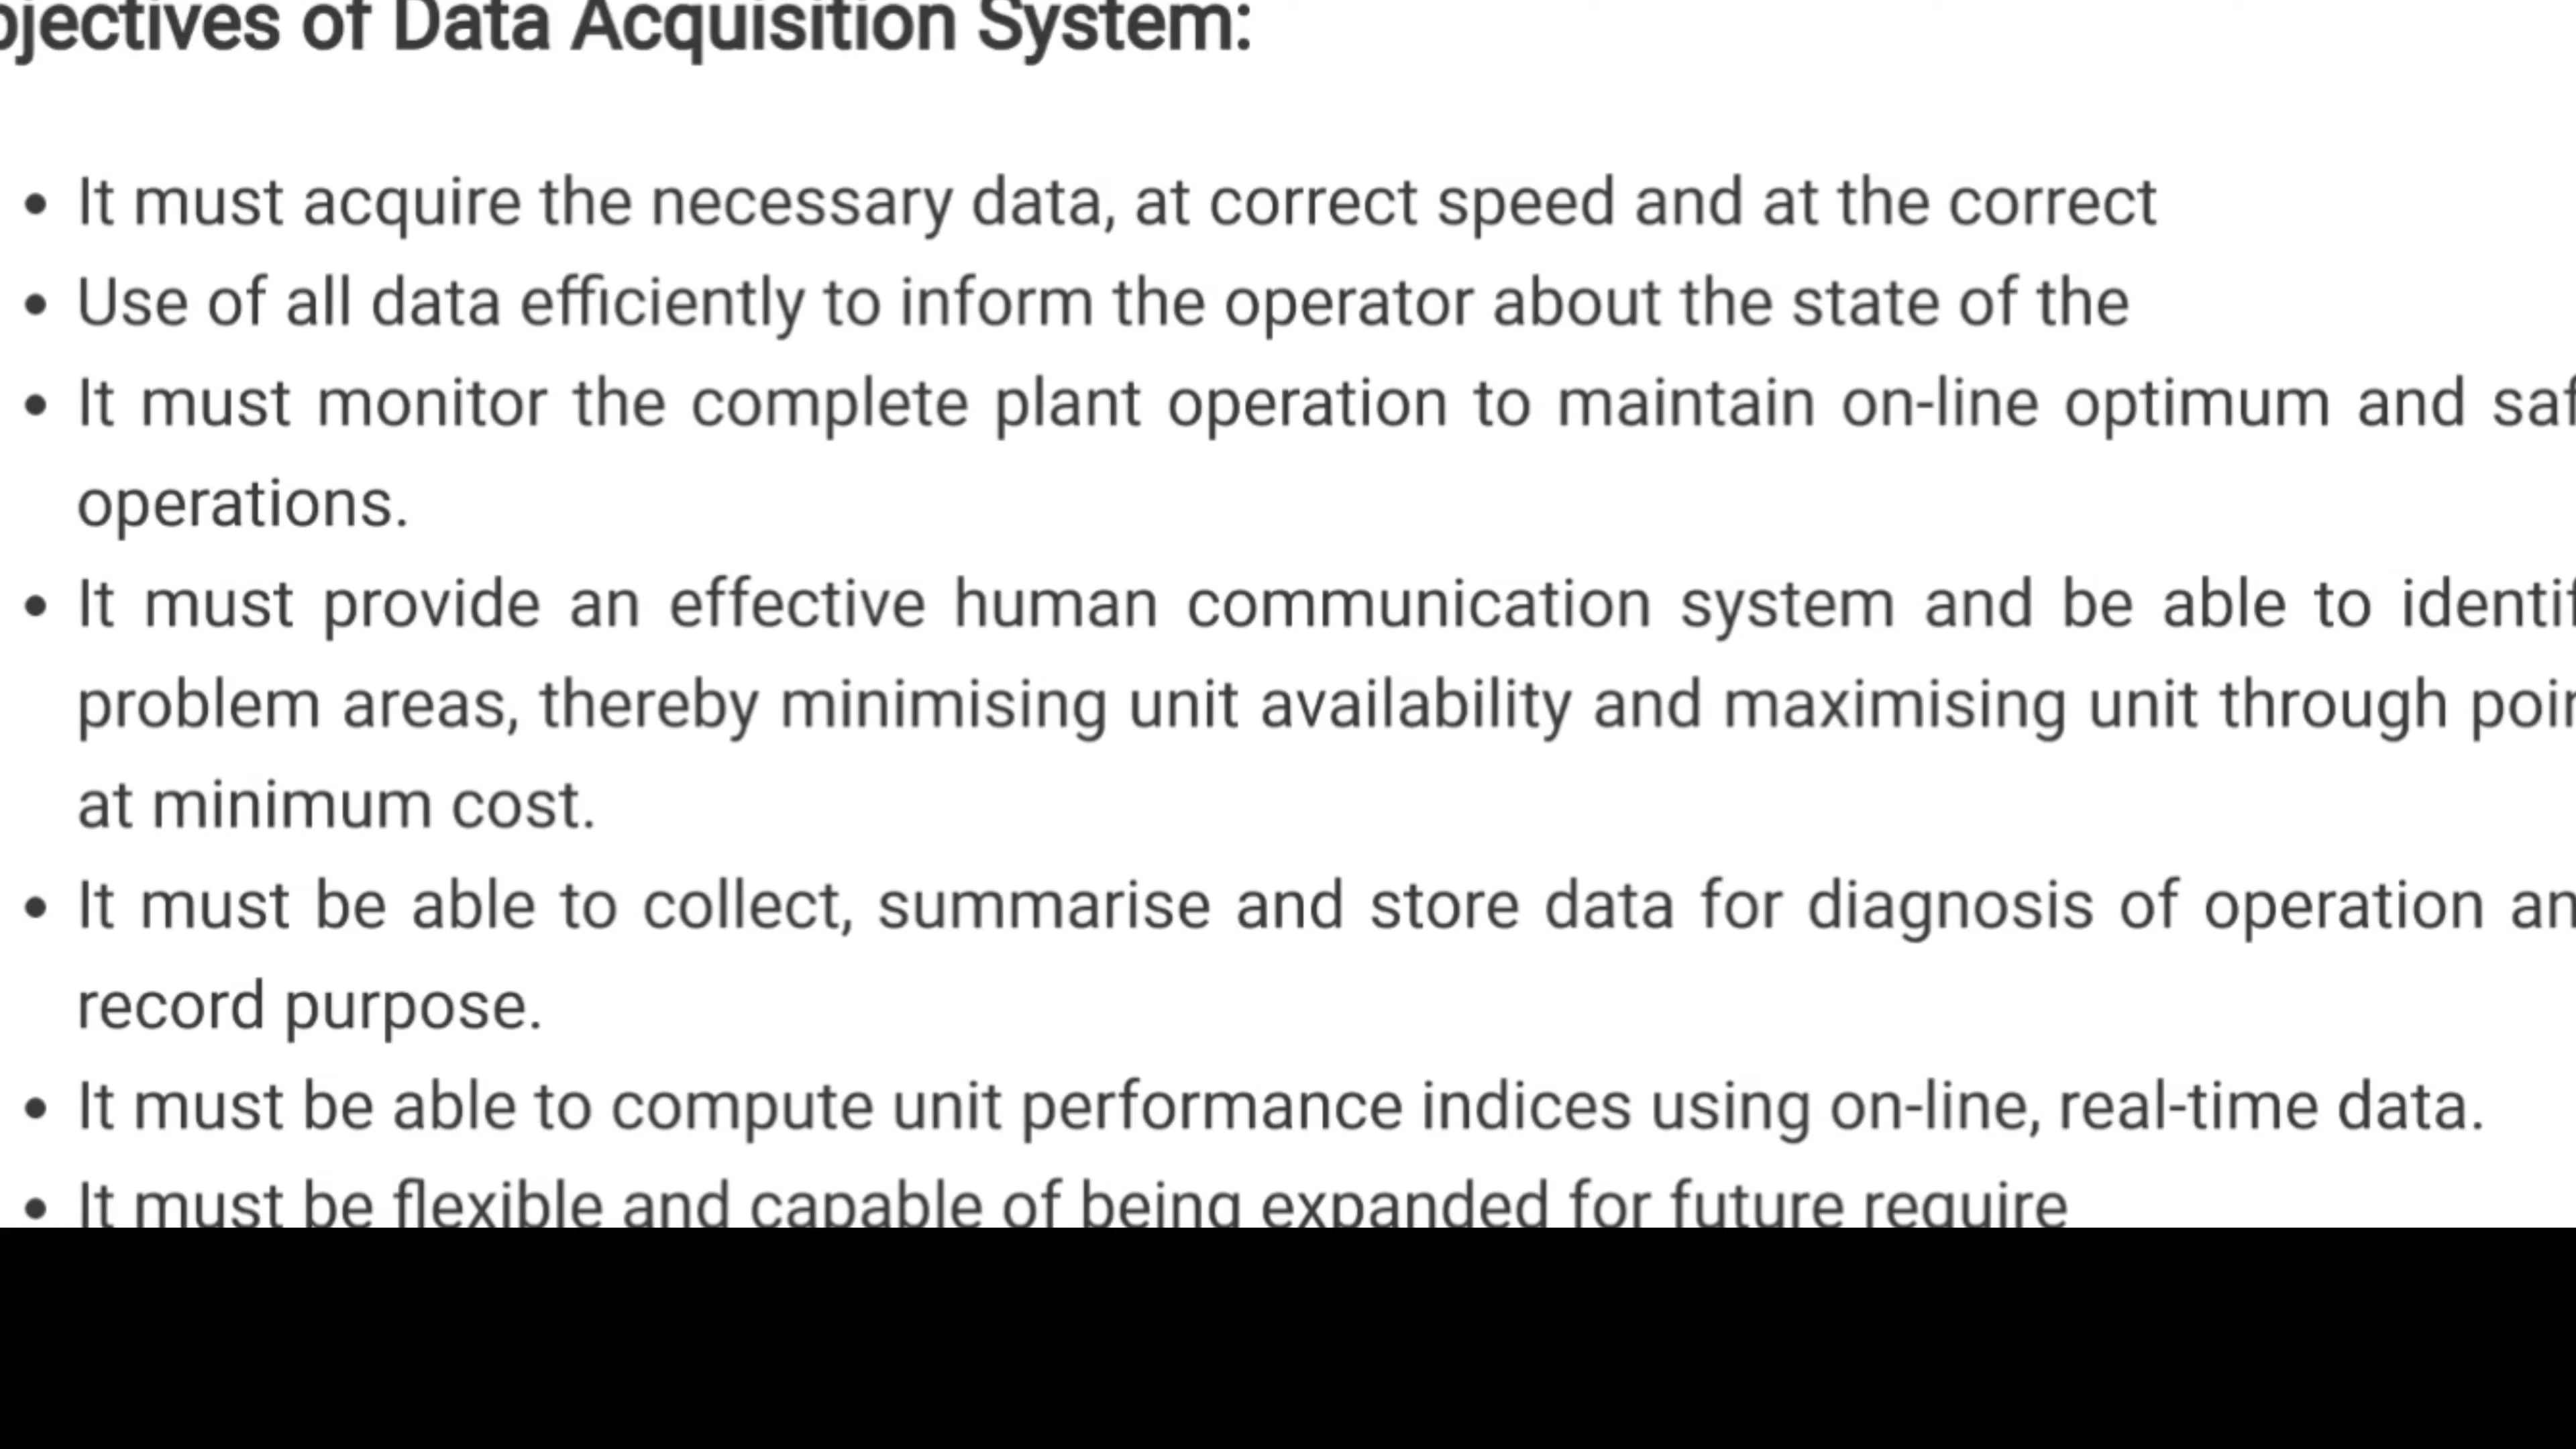 bjectives of Data Acquisition System:
• It must acquire the necessary data, at correct speed and at the correct
• Use of all data efficiently to inform the operator about the state of the
• It must monitor the complete plant operation to maintain on-line optimum and saf
operations.
• It must provide an effective human communication system and be able to identif
problem areas, thereby minimising unit availability and maximising unit through poin
at minimum cost.
• It must be able to collect, summarise and store data for diagnosis of operation an
record purpose.
• It must be able to compute unit performance indices using on-line, real-time data.
• It must be flexible and capable of being expanded for future require